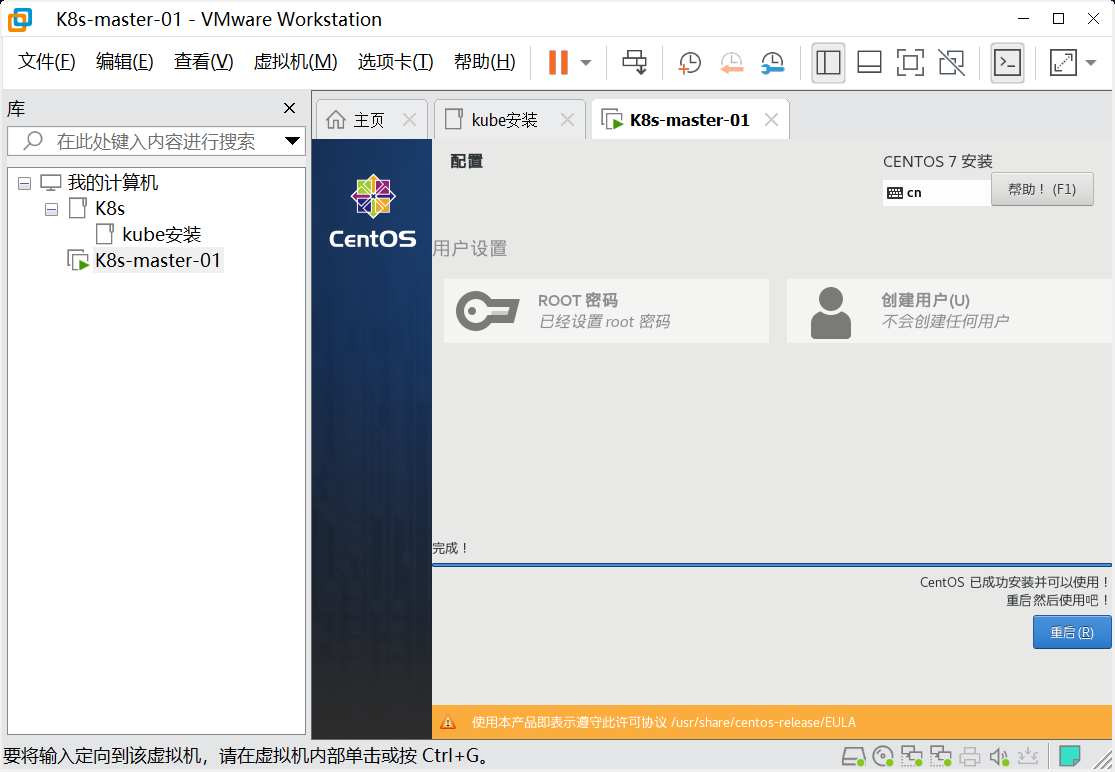 K8s-master-01 - VMware Workstation
文件(F) 编辑(E) 查看(V) 虚拟机(M) 选项卡(T) 帮助(H)
库
在此处键入内容进行搜索
我的计算机
K8s
kube安装
K8s-master-01
主页 kube安装 K8s-master-01
CentOS
配置
CENTOS 7 安装
cn
帮助！(F1)
用户设置
ROOT 密码
已经设置 root 密码
创建用户(U)
不会创建任何用户
完成！
CentOS 已成功安装并可以使用！
重启然后使用吧！
重启(R)
使用本产品即表示遵守此许可协议 /usr/share/centos-release/EULA
要将输入定向到该虚拟机，请在虚拟机内部单击或按 Ctrl+G。